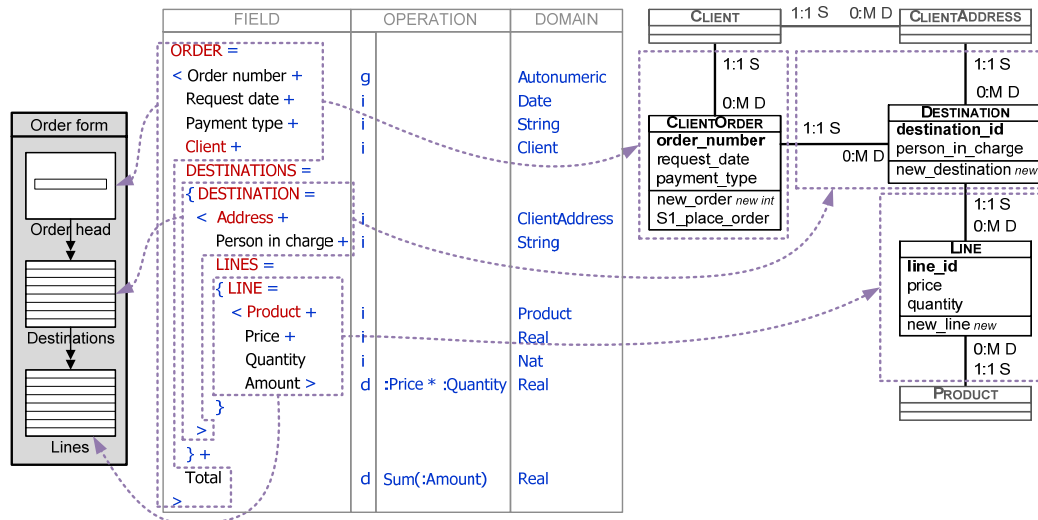 Order form
Order head
Destinations
Lines
FIELD OPERATION DOMAIN
ORDER =
< Order number + g Autonumeric
Request date + i Date
Payment type + i String
Client + i Client
DESTINATIONS =
{ DESTINATION =
< Address + i ClientAddress
Person in charge + i String
LINES =
{ LINE =
< Product + i Product
Price + i Real
Quantity i Nat
Amount > d :Price * :Quantity Real
}
>
} +
Total d Sum(:Amount) Real
>
CLIENT 1:1 S 0:M D CLIENTADDRESS
1:1 S 1:1 S
0:M D 0:M D
CLIENTORDER
order_number
request_date
payment_type
new_order new int
S1_place_order
1:1 S
0:M D
DESTINATION
destination_id
person_in_charge
new_destination new
1:1 S
0:M D
LINE
line_id
price
quantity
new_line new
0:M D
1:1 S
PRODUCT